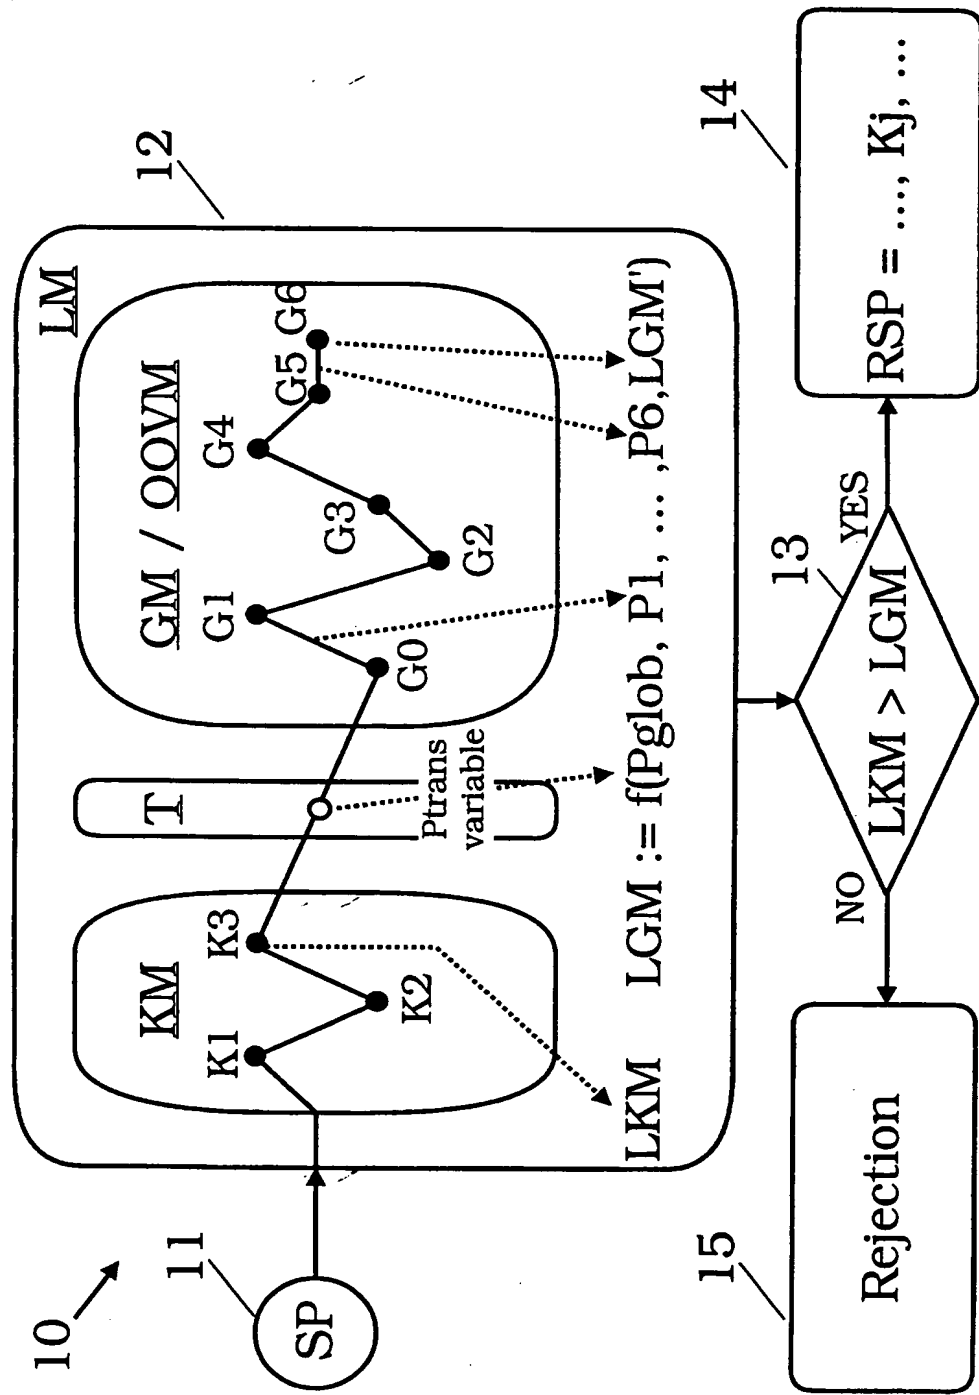 10
11
SP
12
LM
KM
K1
K2
K3
T
Ptrans
variable
GM / OOVM
G0
G1
G2
G3
G4
G5
G6
LKM
LGM := f(Pglob, P1, ... ,P6,LGM')
13
LKM > LGM
NO
YES
15
Rejection
14
RSP = ...., Kj, ...